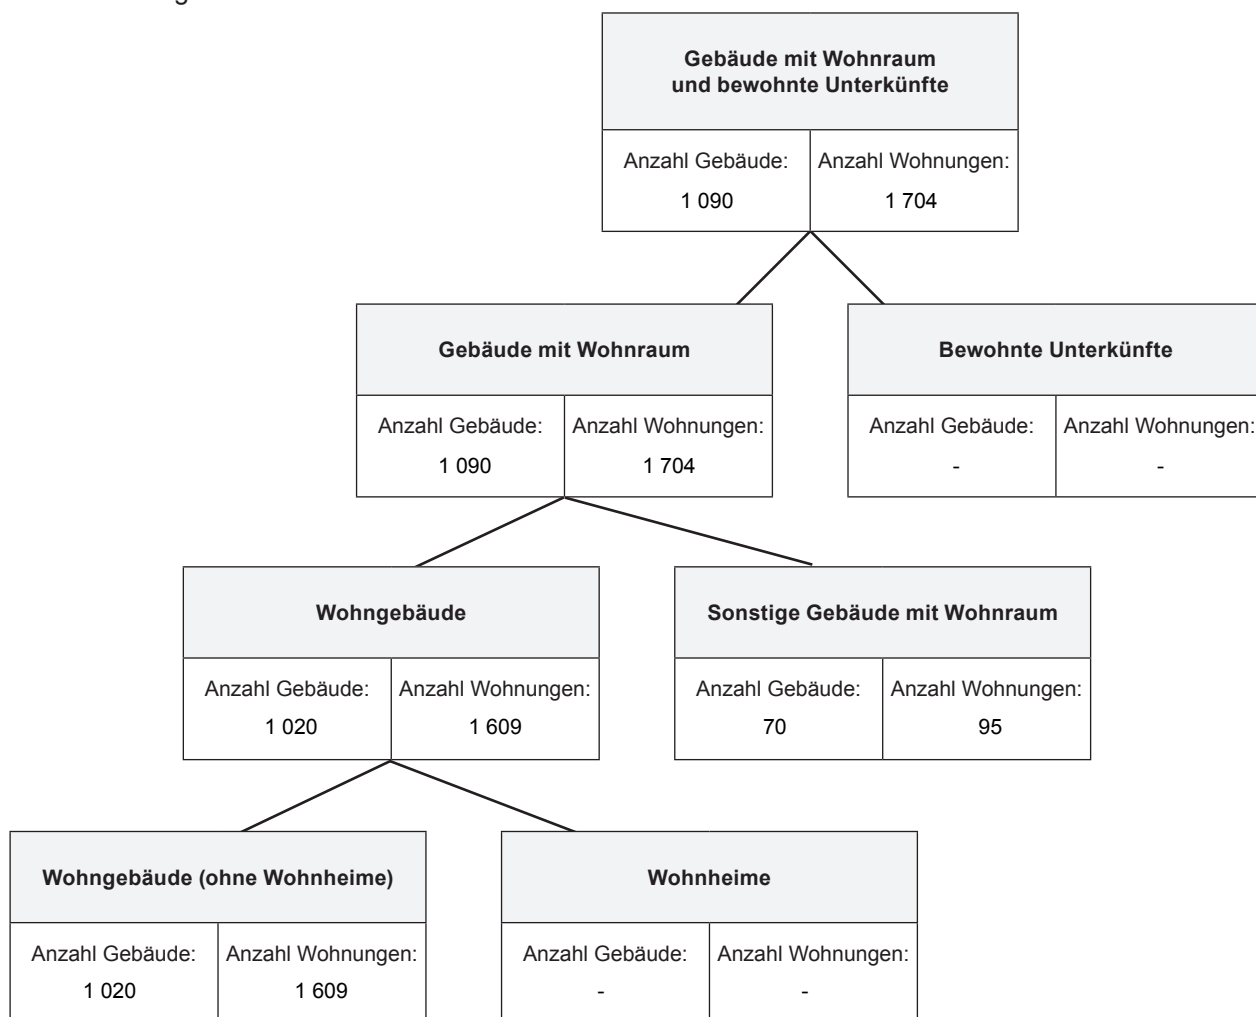 Gebäude mit Wohnraum
und bewohnte Unterkünfte
Anzahl Gebäude: Anzahl Wohnungen:
1 090 1 704
Gebäude mit Wohnraum Bewohnte Unterkünfte
Anzahl Gebäude: Anzahl Wohnungen: Anzahl Gebäude: Anzahl Wohnungen:
1 090 1 704 - -
Wohngebäude Sonstige Gebäude mit Wohnraum
Anzahl Gebäude: Anzahl Wohnungen: Anzahl Gebäude: Anzahl Wohnungen:
1 020 1 609 70 95
Wohngebäude (ohne Wohnheime) Wohnheime
Anzahl Gebäude: Anzahl Wohnungen: Anzahl Gebäude: Anzahl Wohnungen:
1 020 1 609 - -